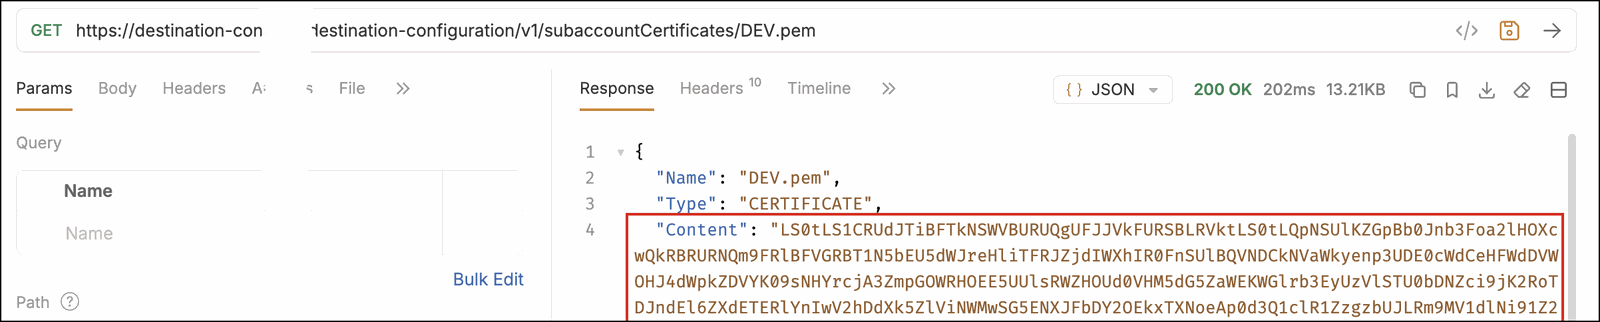 GET https://destination-con destination-configuration/v1/subaccountCertificates/DEV.pem
Params Body Headers File
Response Headers 10 Timeline
{ } JSON 200 OK 202ms 13.21KB
Query
Name
Name
Bulk Edit
Path ?
1 {
2 "Name": "DEV.pem",
3 "Type": "CERTIFICATE",
4 "Content": "LS0tLS1CRUdJTiBFTkNSWVBURUQgUFJJVkFURSBLRVktLS0tLQpNSUlKZGpBb0Jnb3Foa2lHOXc
wQkRBRURNQm9FRlBFVGRBT1N5bEU5dWJreHliTFRJZjdIWXhIR0FnSUlBQVNDCkNVaWkyenp3UDE0cWdCeHFWdDVW
OHJ4dWpkZDVYK09sNHYrcjA3ZmpGOWRHOEE5UUlsRWZHOUd0VHM5dG5ZaWEKWGlrb3EyUzVlSTU0bDNZci9jK2RoT
DJndEl6ZXdETERlYnIwV2hDdXk5ZlViNWMwSG5ENXJFbDY2OEkxTXNoeAp0d3Q1clR1ZzgzbUJLRm9MV1dlNi91Z2